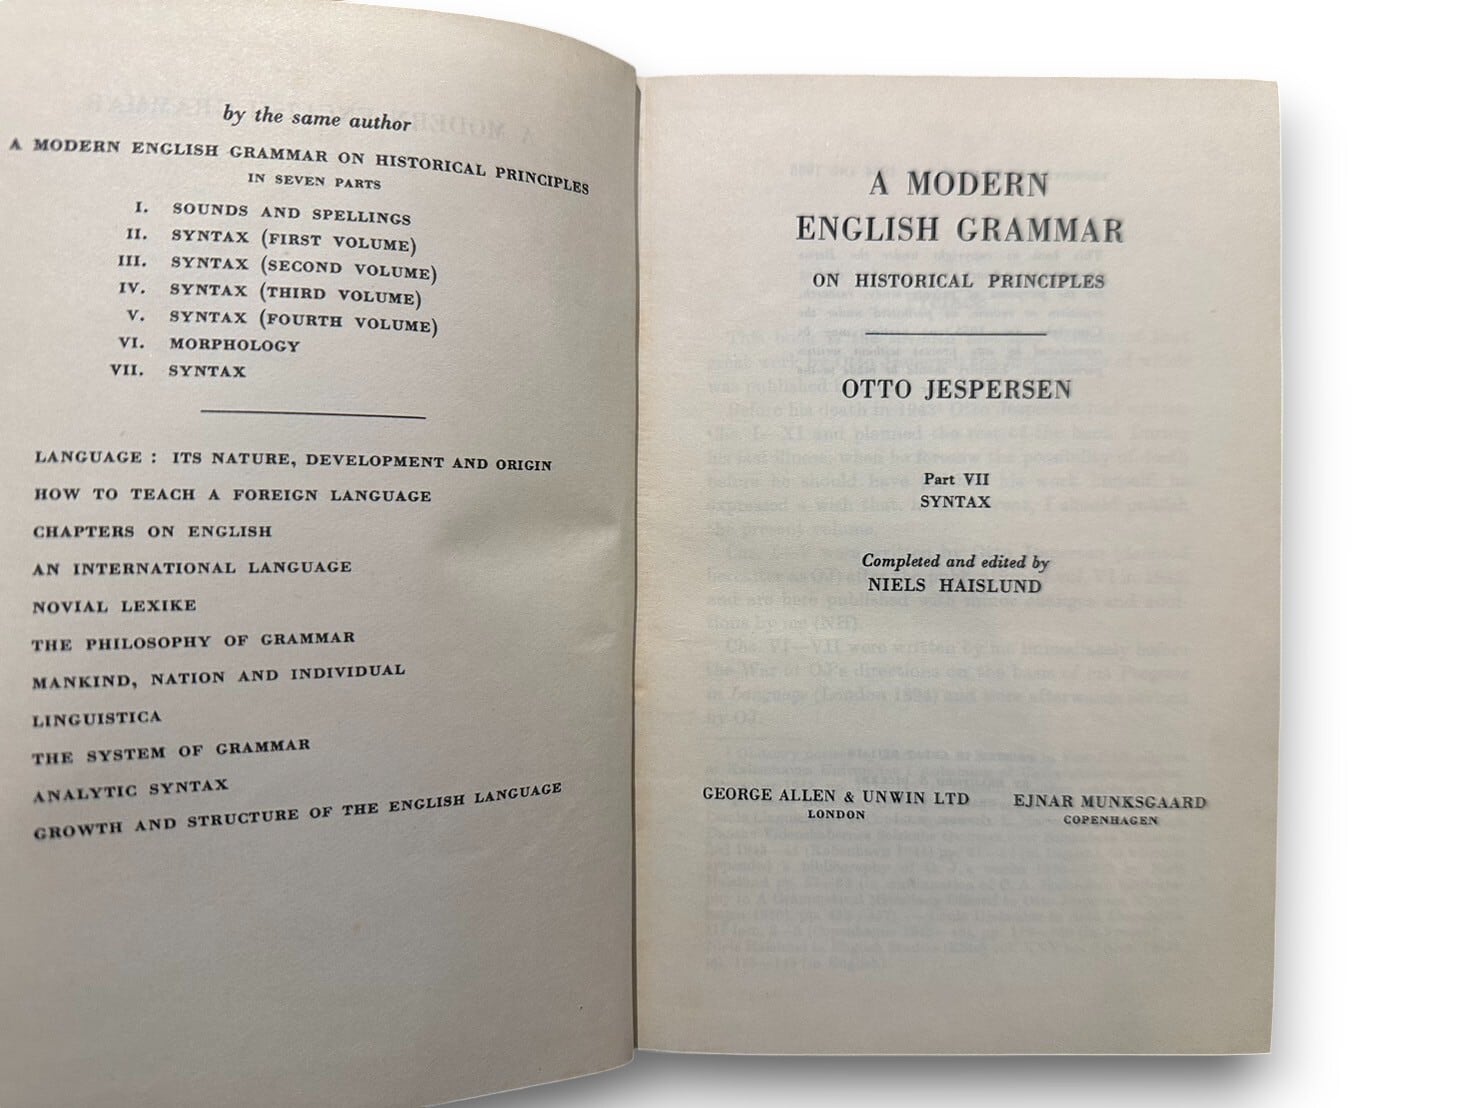 by the same author
A MODERN ENGLISH GRAMMAR ON HISTORICAL PRINCIPLES
IN SEVEN PARTS
I. SOUNDS AND SPELLINGS
II. SYNTAX (FIRST VOLUME)
III. SYNTAX (SECOND VOLUME)
IV. SYNTAX (THIRD VOLUME)
V. SYNTAX (FOURTH VOLUME)
VI. MORPHOLOGY
VII. SYNTAX
LANGUAGE : ITS NATURE, DEVELOPMENT AND ORIGIN
HOW TO TEACH A FOREIGN LANGUAGE
CHAPTERS ON ENGLISH
AN INTERNATIONAL LANGUAGE
NOVIAL LEXIKE
THE PHILOSOPHY OF GRAMMAR
MANKIND, NATION AND INDIVIDUAL
LINGUISTICA
THE SYSTEM OF GRAMMAR
ANALYTIC SYNTAX
GROWTH AND STRUCTURE OF THE ENGLISH LANGUAGE
A MODERN
ENGLISH GRAMMAR
ON HISTORICAL PRINCIPLES
OTTO JESPERSEN
Part VII
SYNTAX
Completed and edited by
NIELS HAISLUND
GEORGE ALLEN & UNWIN LTD
LONDON
EJNAR MUNKSGAARD
COPENHAGEN